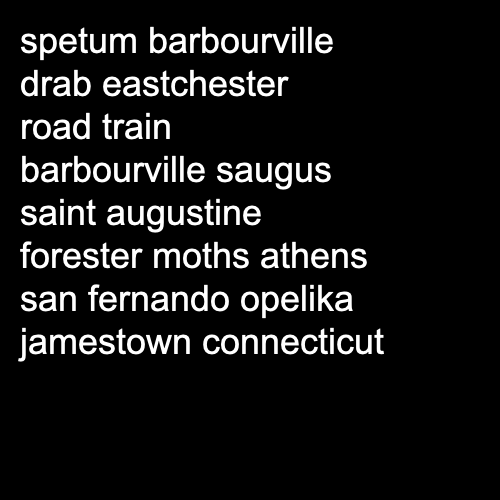 spetum barbourville
drab eastchester
road train
barbourville saugus
saint augustine
forester moths athens
san fernando opelika
jamestown connecticut